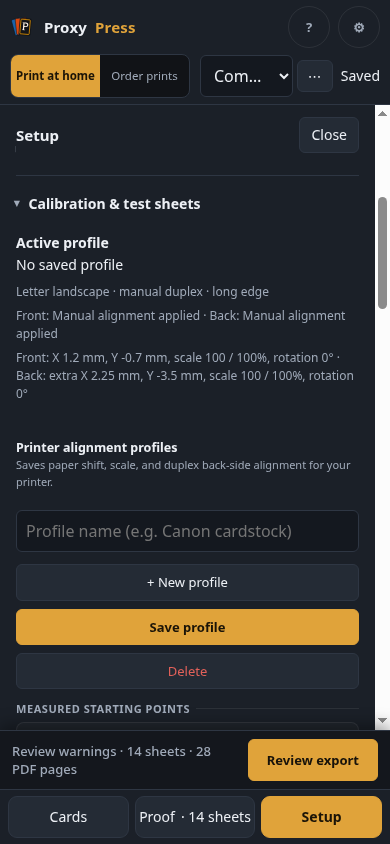 Proxy Press
?
⚙
Print at home
Order prints
Com...
⋯
Saved
Setup
Close
▾ Calibration & test sheets
Active profile
No saved profile
Letter landscape · manual duplex · long edge
Front: Manual alignment applied · Back: Manual alignment
applied
Front: X 1.2 mm, Y -0.7 mm, scale 100 / 100%, rotation 0° ·
Back: extra X 2.25 mm, Y -3.5 mm, scale 100 / 100%, rotation
0°
Printer alignment profiles
Saves paper shift, scale, and duplex back-side alignment for your
printer.
Profile name (e.g. Canon cardstock)
+ New profile
Save profile
Delete
MEASURED STARTING POINTS
Review warnings · 14 sheets · 28
PDF pages
Review export
Cards
Proof · 14 sheets
Setup